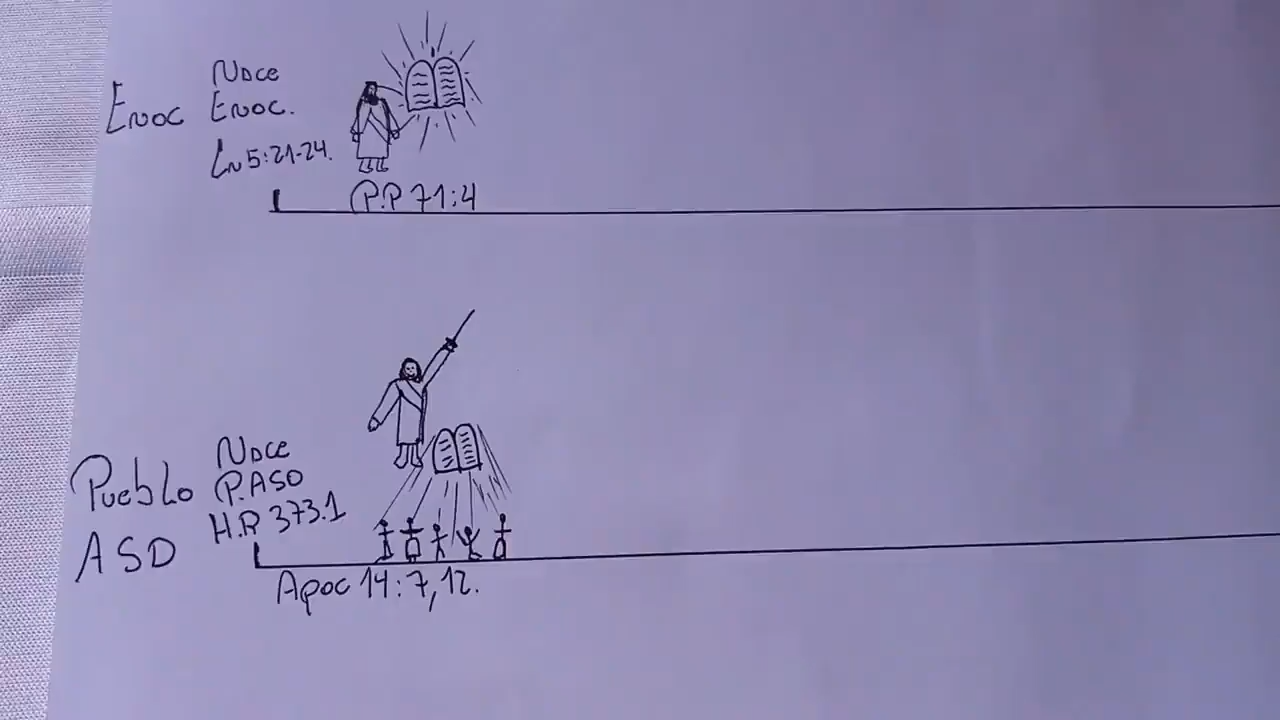 Enoc
Nace
Enoc.
Gn 5:21-24.
P.P 71:4
Pueblo
ASD
Nace
P.ASD
H.R 373.1
Apoc 14:7,12.